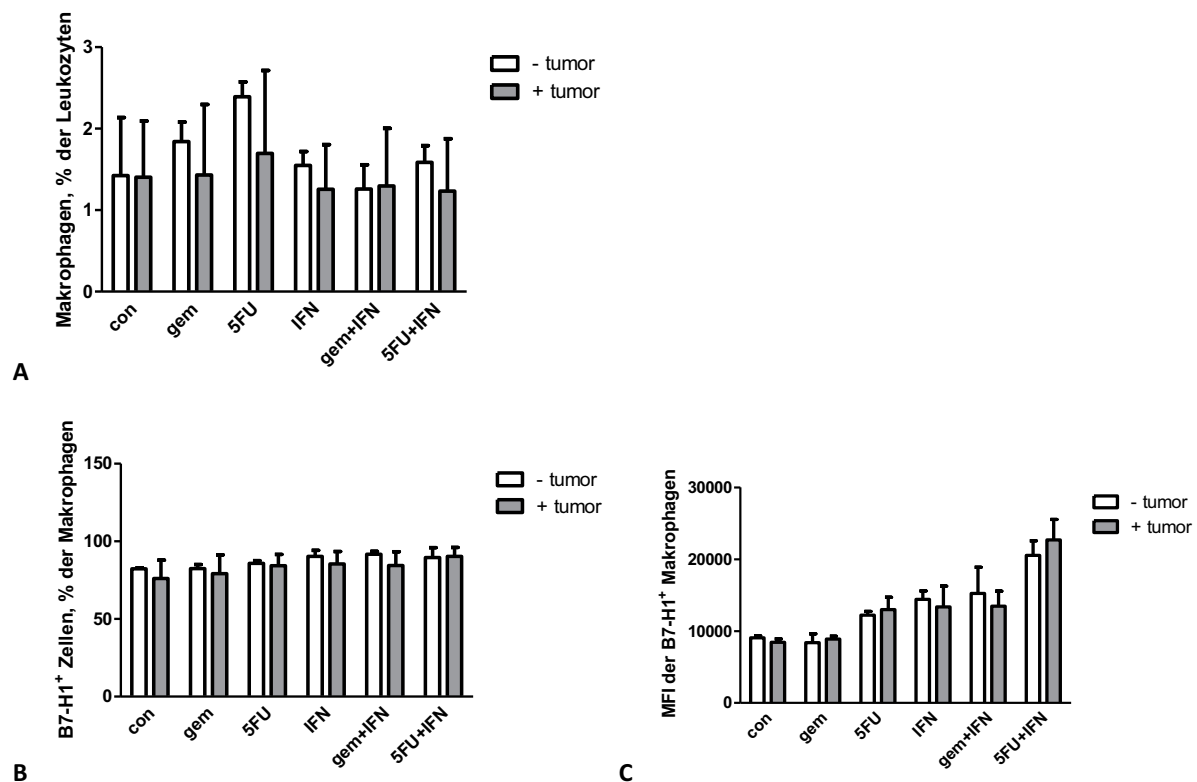 Makrophagen, % der Leukozyten
3
2
1
0
con
gem
5FU
IFN
gem+IFN
5FU+IFN
- tumor
+ tumor
A
B7-H1+ Zellen, % der Makrophagen
150
100
50
0
con
gem
5FU
IFN
gem+IFN
5FU+IFN
- tumor
+ tumor
B
MFI der B7-H1+ Makrophagen
30000
20000
10000
0
con
gem
5FU
IFN
gem+IFN
5FU+IFN
- tumor
+ tumor
C